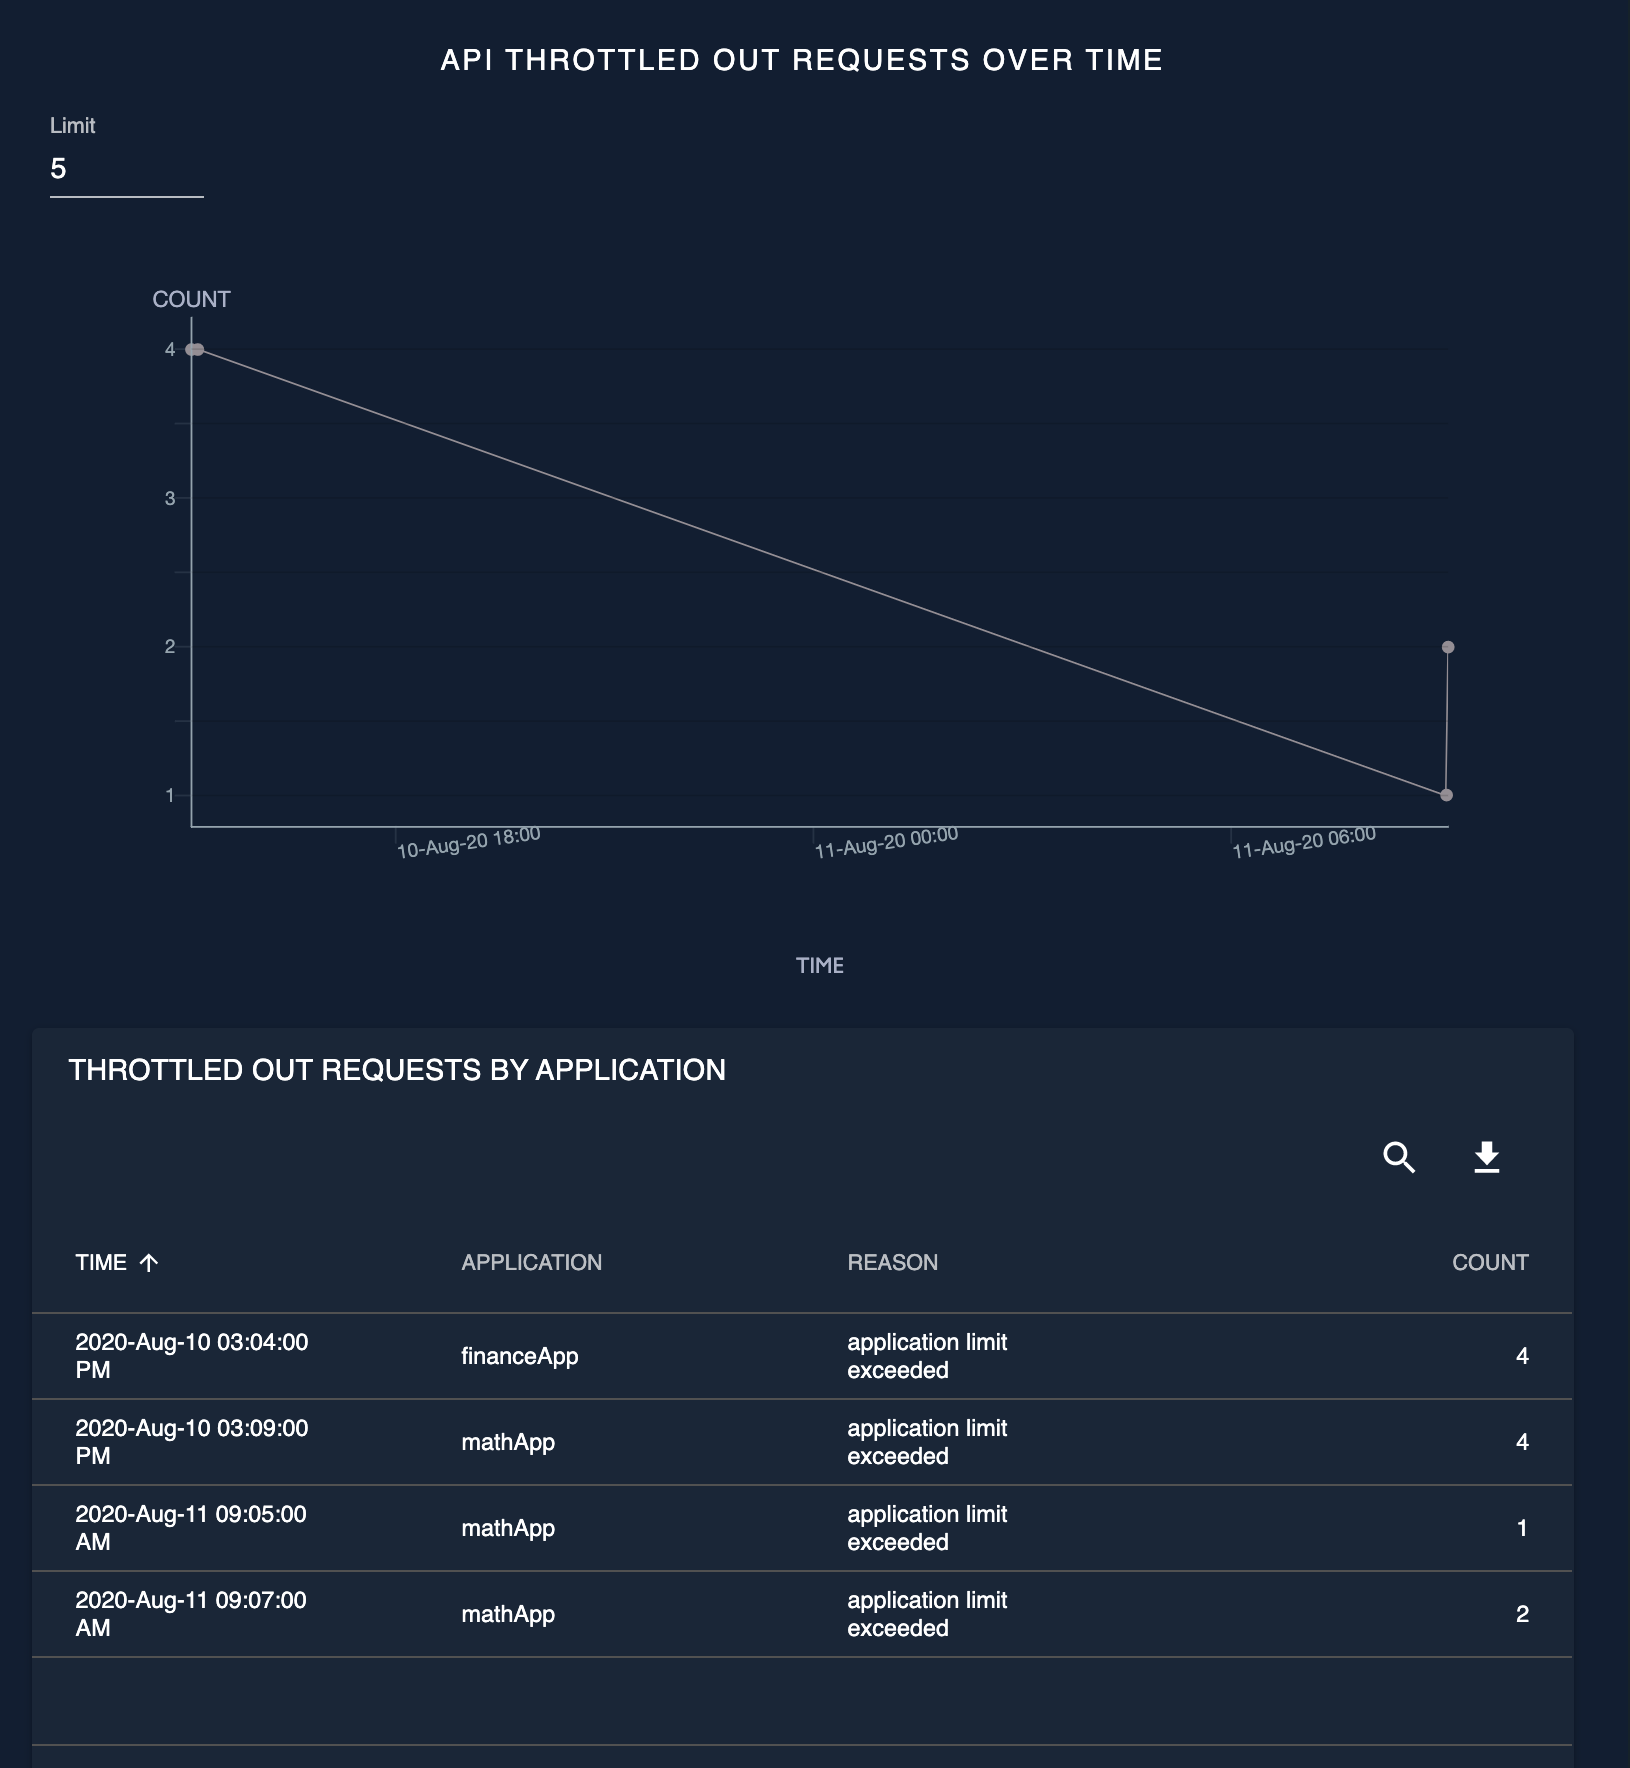 API THROTTLED OUT REQUESTS OVER TIME
Limit
5
COUNT
4
3
2
1
10-Aug-20 18:00
11-Aug-20 00:00
11-Aug-20 06:00
TIME
THROTTLED OUT REQUESTS BY APPLICATION
TIME APPLICATION REASON COUNT
2020-Aug-10 03:04:00
PM
financeApp
application limit
exceeded
4
2020-Aug-10 03:09:00
PM
mathApp
application limit
exceeded
4
2020-Aug-11 09:05:00
AM
mathApp
application limit
exceeded
1
2020-Aug-11 09:07:00
AM
mathApp
application limit
exceeded
2